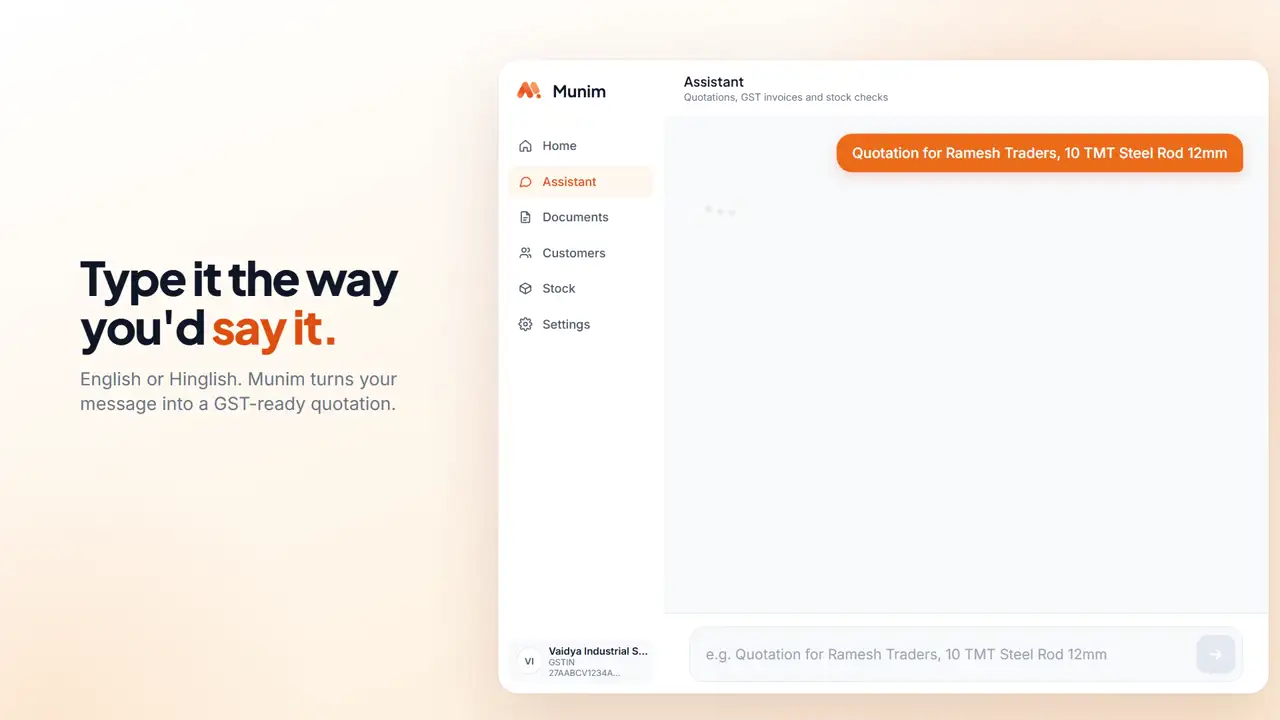 Type it the way
you'd say it.
English or Hinglish. Munim turns your
message into a GST-ready quotation.
Munim
Home
Assistant
Documents
Customers
Stock
Settings
VI
Vaidya Industrial S...
GSTIN
27AABCV1234A...
Assistant
Quotations, GST invoices and stock checks
Quotation for Ramesh Traders, 10 TMT Steel Rod 12mm
e.g. Quotation for Ramesh Traders, 10 TMT Steel Rod 12mm